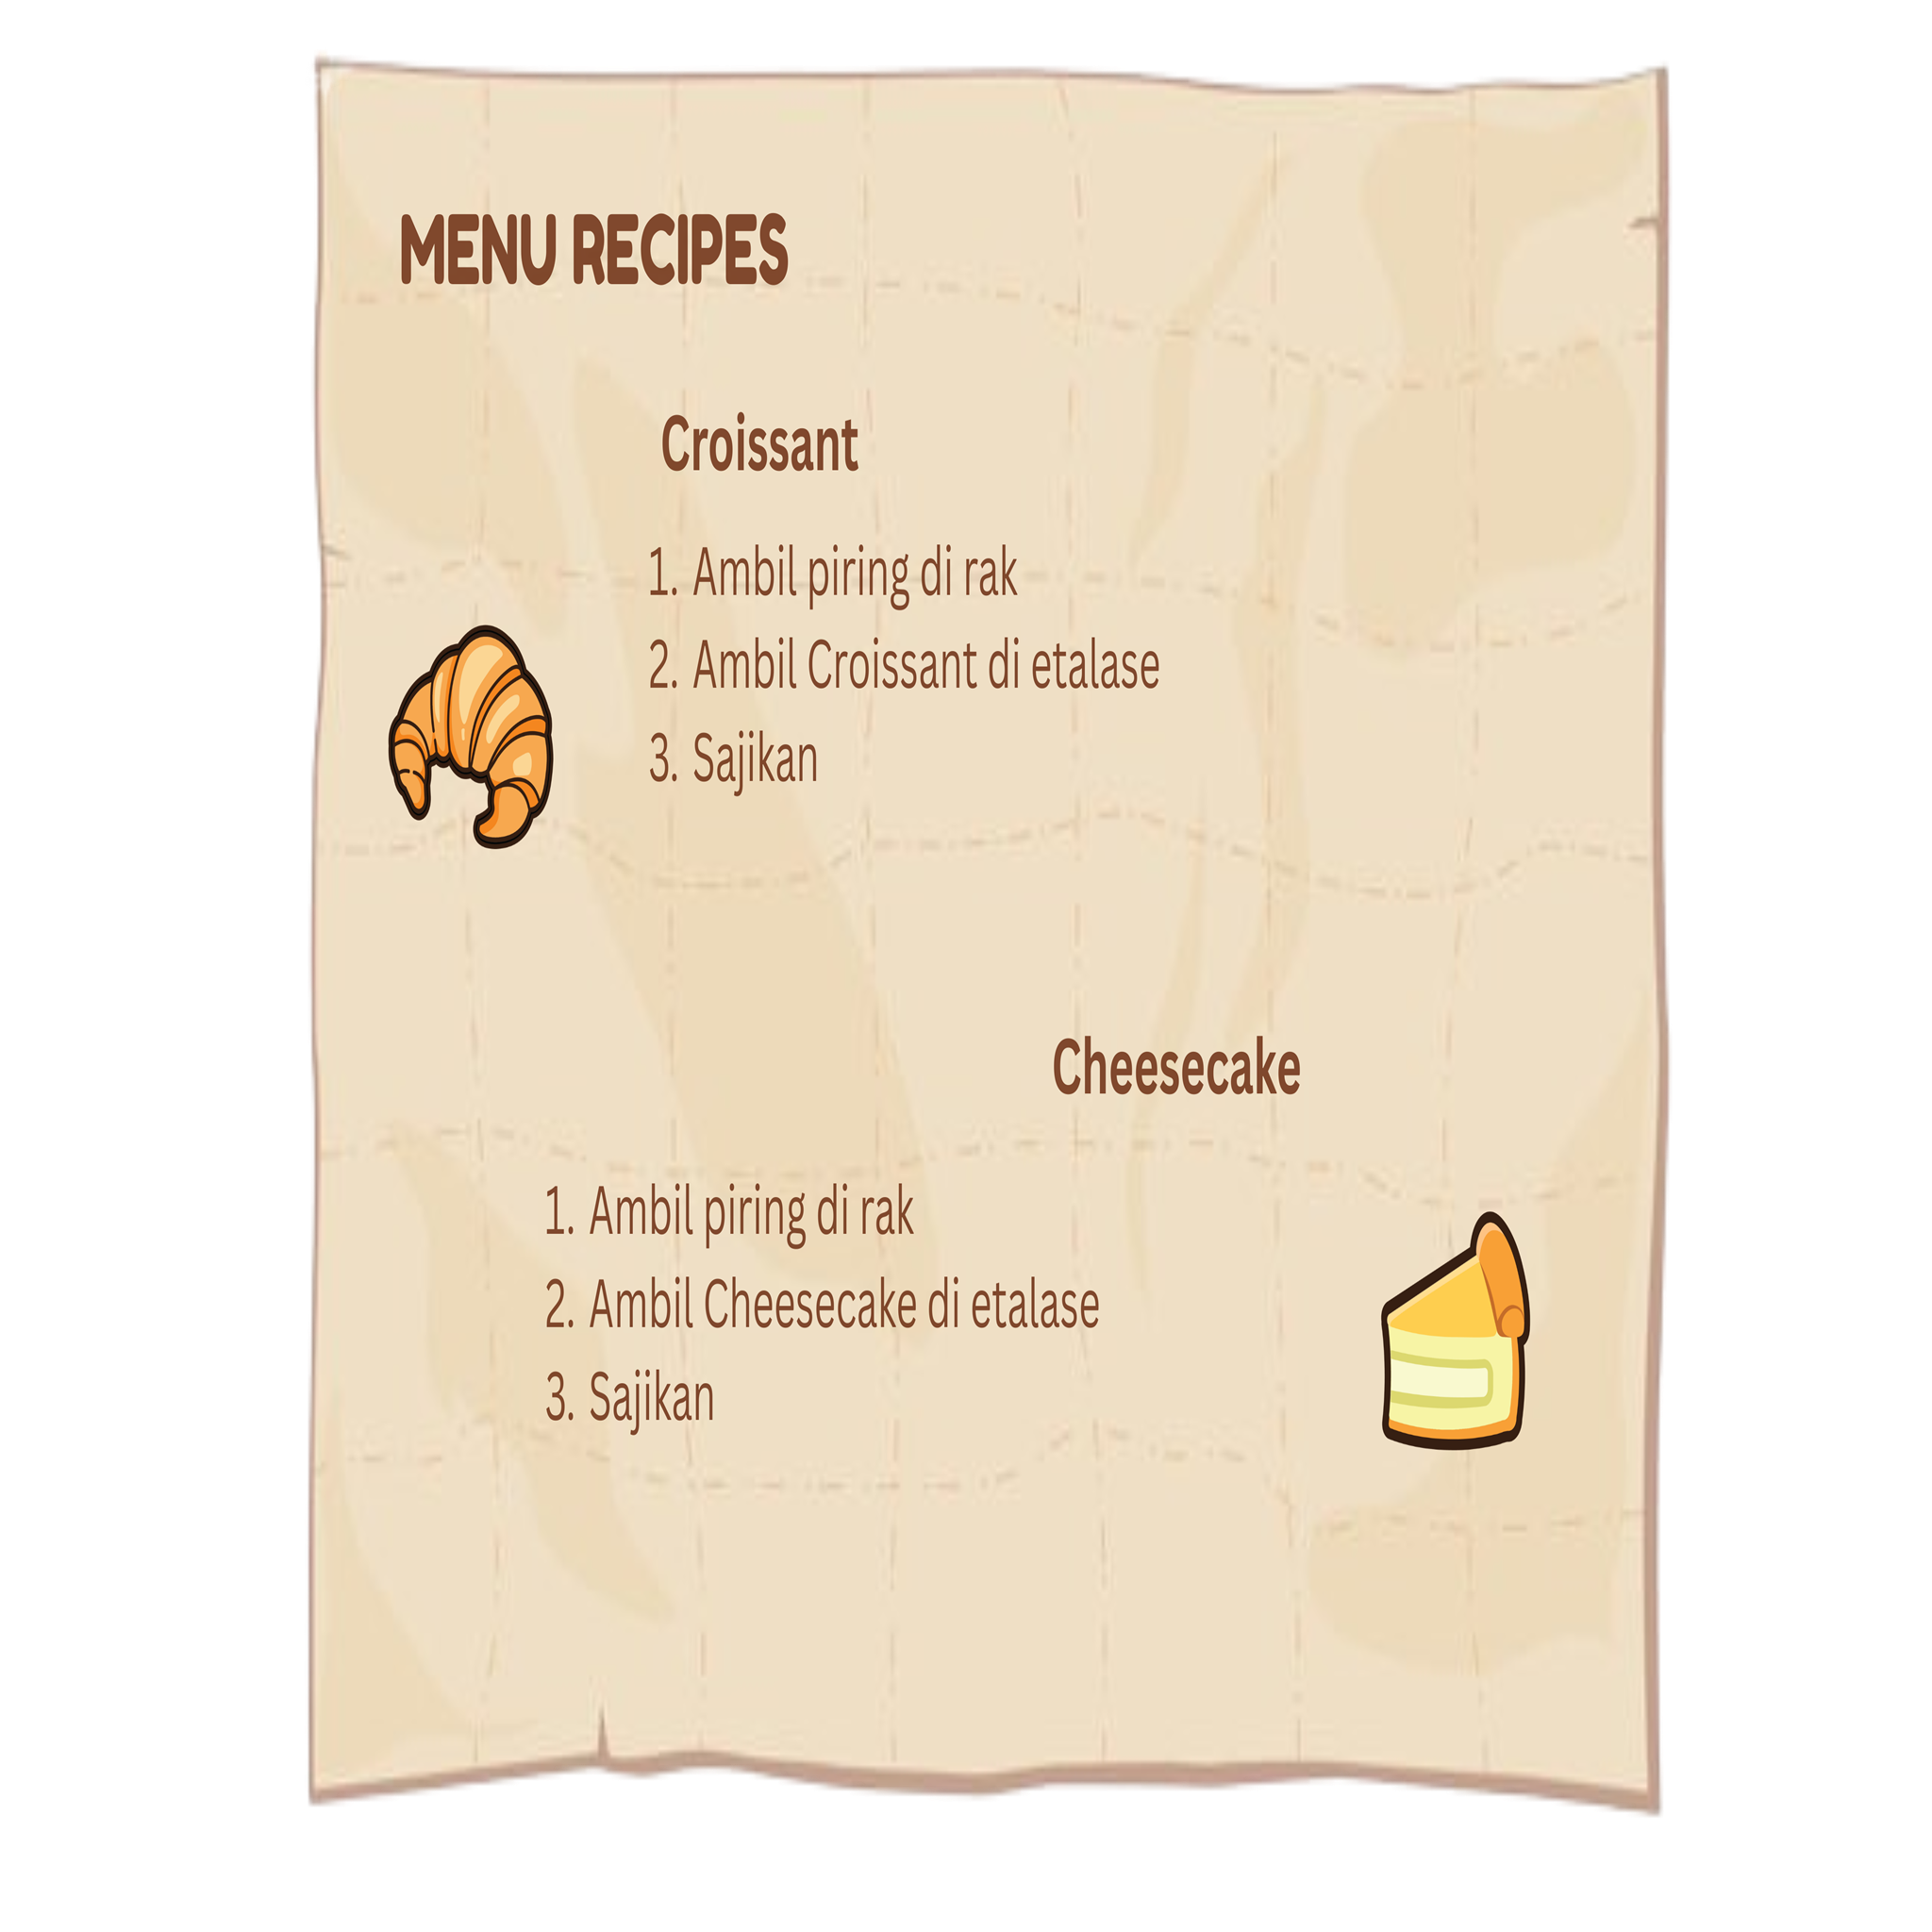 MENU RECIPES
Croissant
1. Ambil piring di rak
2. Ambil Croissant di etalase
3. Sajikan
Cheesecake
1. Ambil piring di rak
2. Ambil Cheesecake di etalase
3. Sajikan